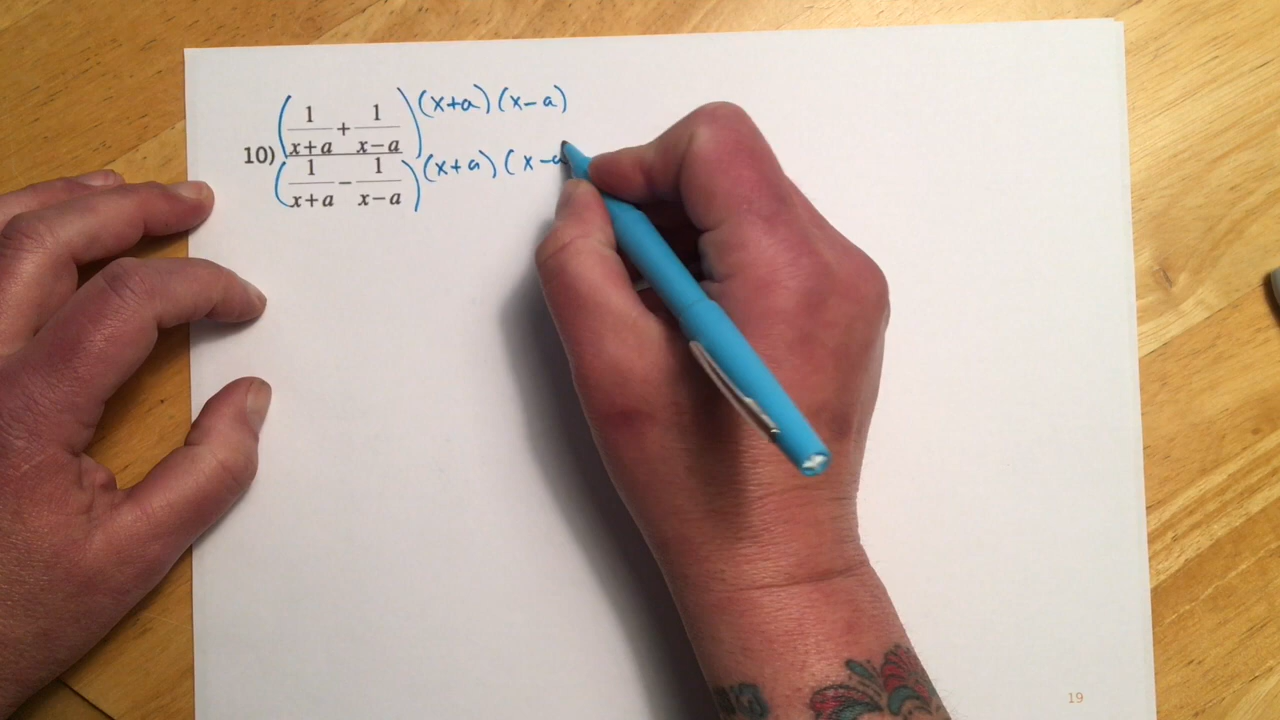 (1/(x+a) + 1/(x−a)) (x+a) (x−a)
10)
(1/(x+a) − 1/(x−a)) (x+a) (x−a
19